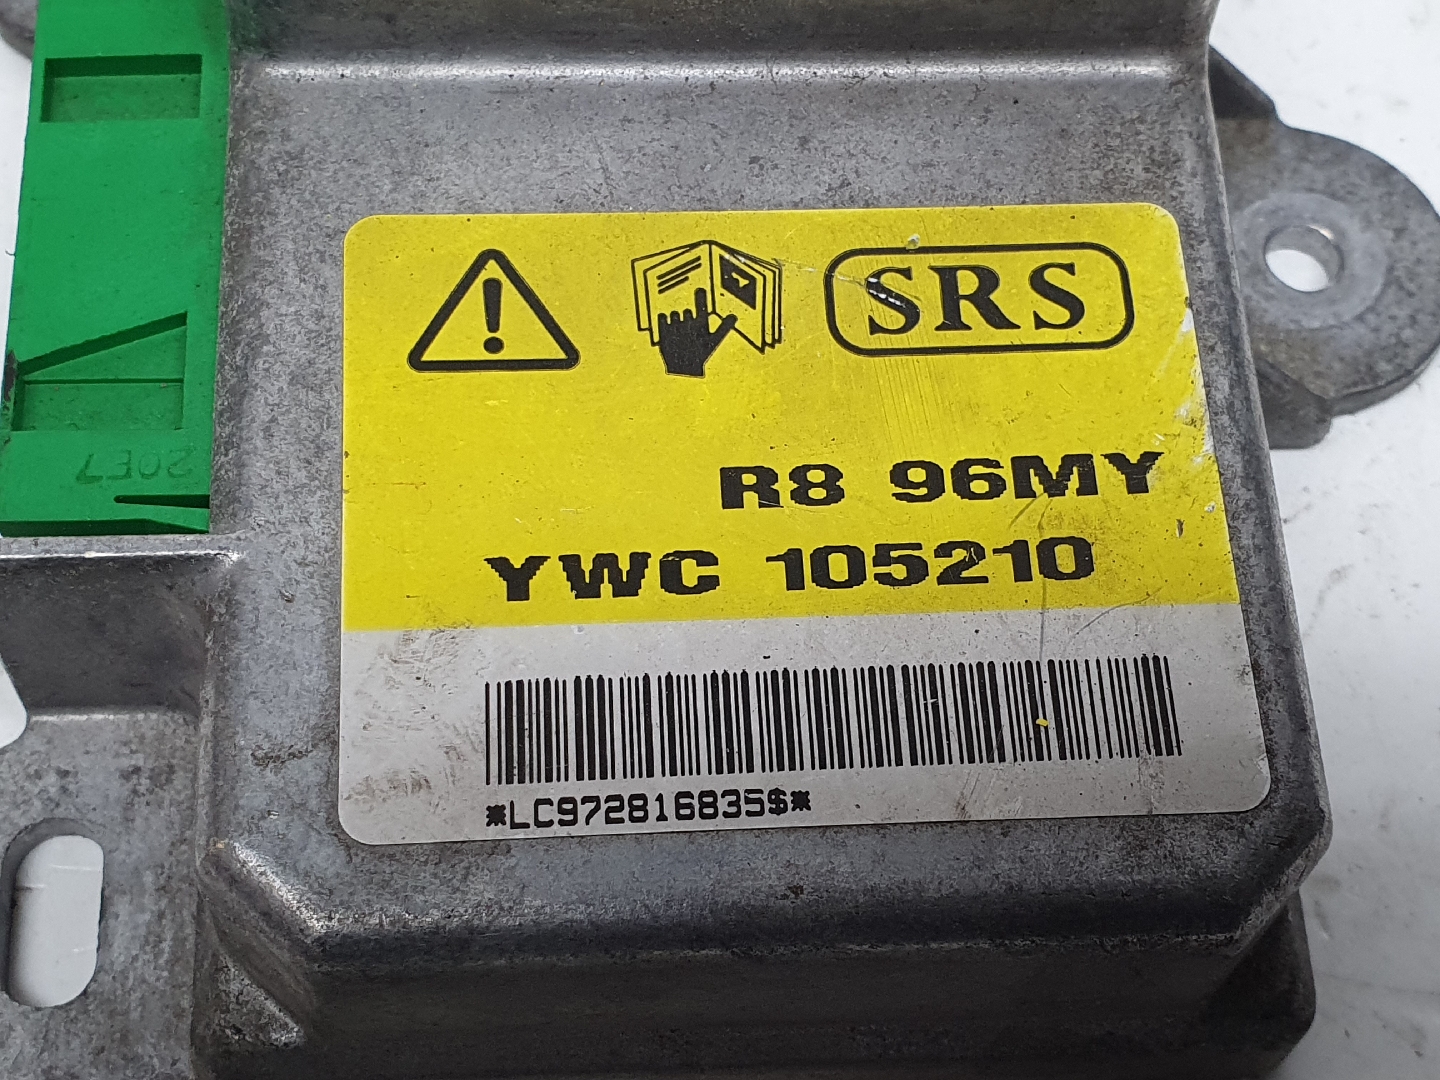 SRS
R8 96MY
YWC 105210
*LC972816835$*
20E7